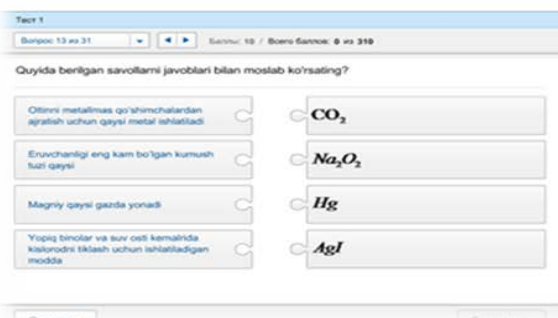 Тест 1
Вопрос 13 из 31
Баллы: 10 / Всего баллов: 0 из 310
Quyida berilgan savollarni javoblari bilan moslab ko'rsating?
Oltinni metallmas qo'shimchalardan
ajratish uchun qaysi metal ishlatiladi
CO₂
Eruvchanligi eng kam bo'lgan kumush
tuzi qaysi
Na₂O₂
Magniy qaysi gazda yonadi
Hg
Yopiq binolar va suv osti kemalrida
kislorodni tiklash uchun ishlatiladigan
modda
AgI